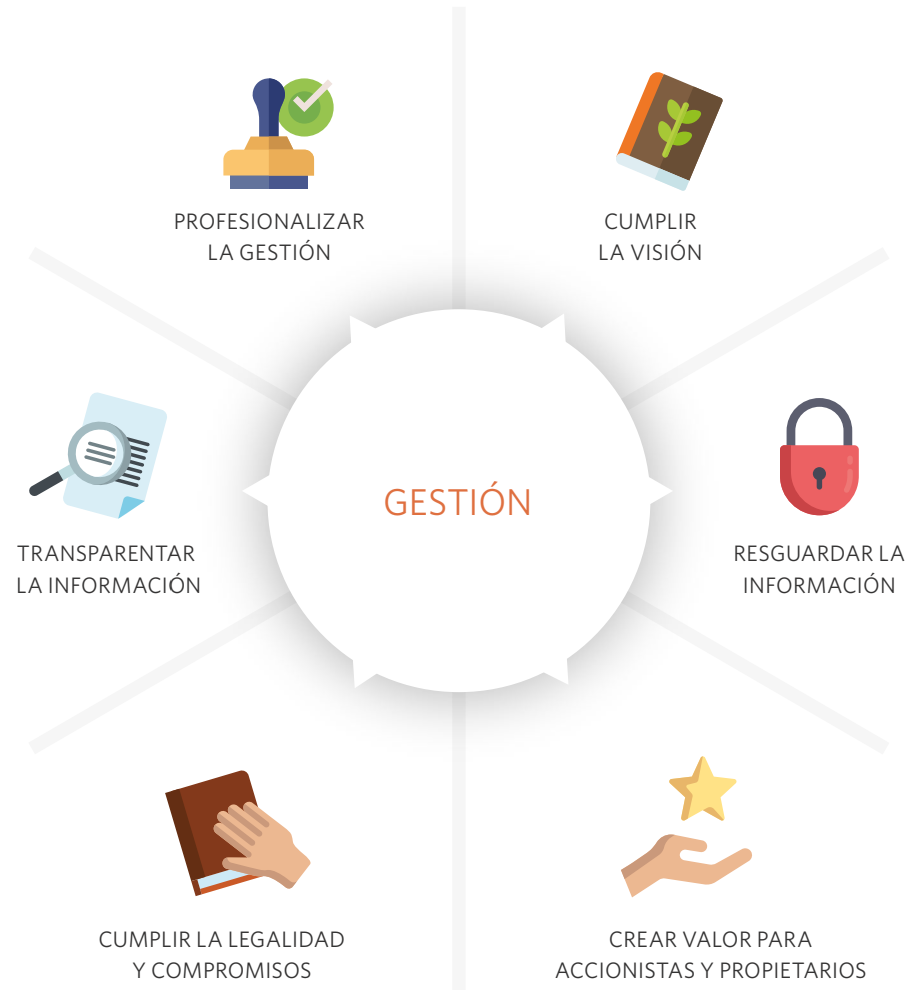 PROFESIONALIZAR
LA GESTIÓN
CUMPLIR
LA VISIÓN
TRANSPARENTAR
LA INFORMACIÓN
GESTIÓN
RESGUARDAR LA
INFORMACIÓN
CUMPLIR LA LEGALIDAD
Y COMPROMISOS
CREAR VALOR PARA
ACCIONISTAS Y PROPIETARIOS